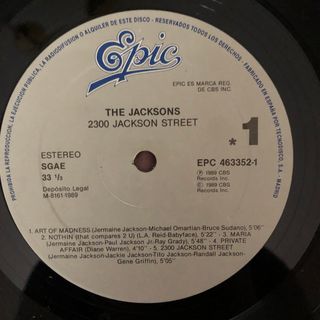 RESERVADOS TODOS LOS DERECHOS. PROHIBIDA LA REPRODUCCION, LA EJECUCION PUBLICA, LA RADIODIFUSION O ALQUILER DE ESTE DISCO
Epic
EPIC ES MARCA REG.
DE CBS INC
THE JACKSONS
2300 JACKSON STREET
*1
ESTEREO
SGAE
33 ⅓
EPC 463352-1
Depósito Legal
M-8161-1989
Ⓟ 1989 CBS
Records Inc.
© 1989 CBS
Records Inc.
1. ART OF MADNESS (Jermaine Jackson-Michael Omartian-Bruce Sudano), 5'06"
2. NOTHIN (that compares 2 U) (L.A. Reid-Babyface), 5'22" · 3. MARIA
(Jermaine Jackson-Paul Jackson Jr.-Ray Grady), 5'48" · 4. PRIVATE
AFFAIR (Diane Warren), 4'10" · 5. 2300 JACKSON STREET
(Jermaine Jackson-Jackie Jackson-Tito Jackson-Randall Jackson-
Gene Griffin), 5'05"
FABRICADO EN ESPAÑA POR TECNODISCO, S.A. MADRID